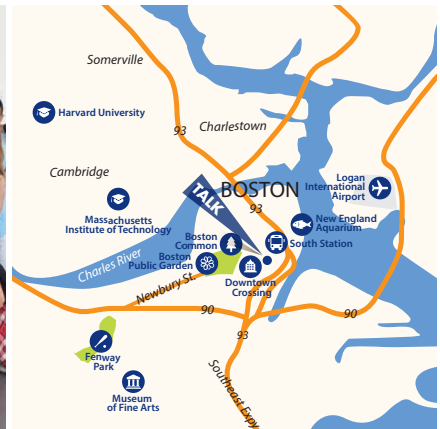 Somerville
Harvard University
93
Charlestown
Cambridge
TALK
BOSTON
93
Logan
International
Airport
Massachusetts
Institute of Technology
New England
Aquarium
Boston
Common
South Station
Boston
Public Garden
Charles River
Downtown
Crossing
Newbury St.
90
90
93
Fenway
Park
Southeast Expy
Museum
of Fine Arts